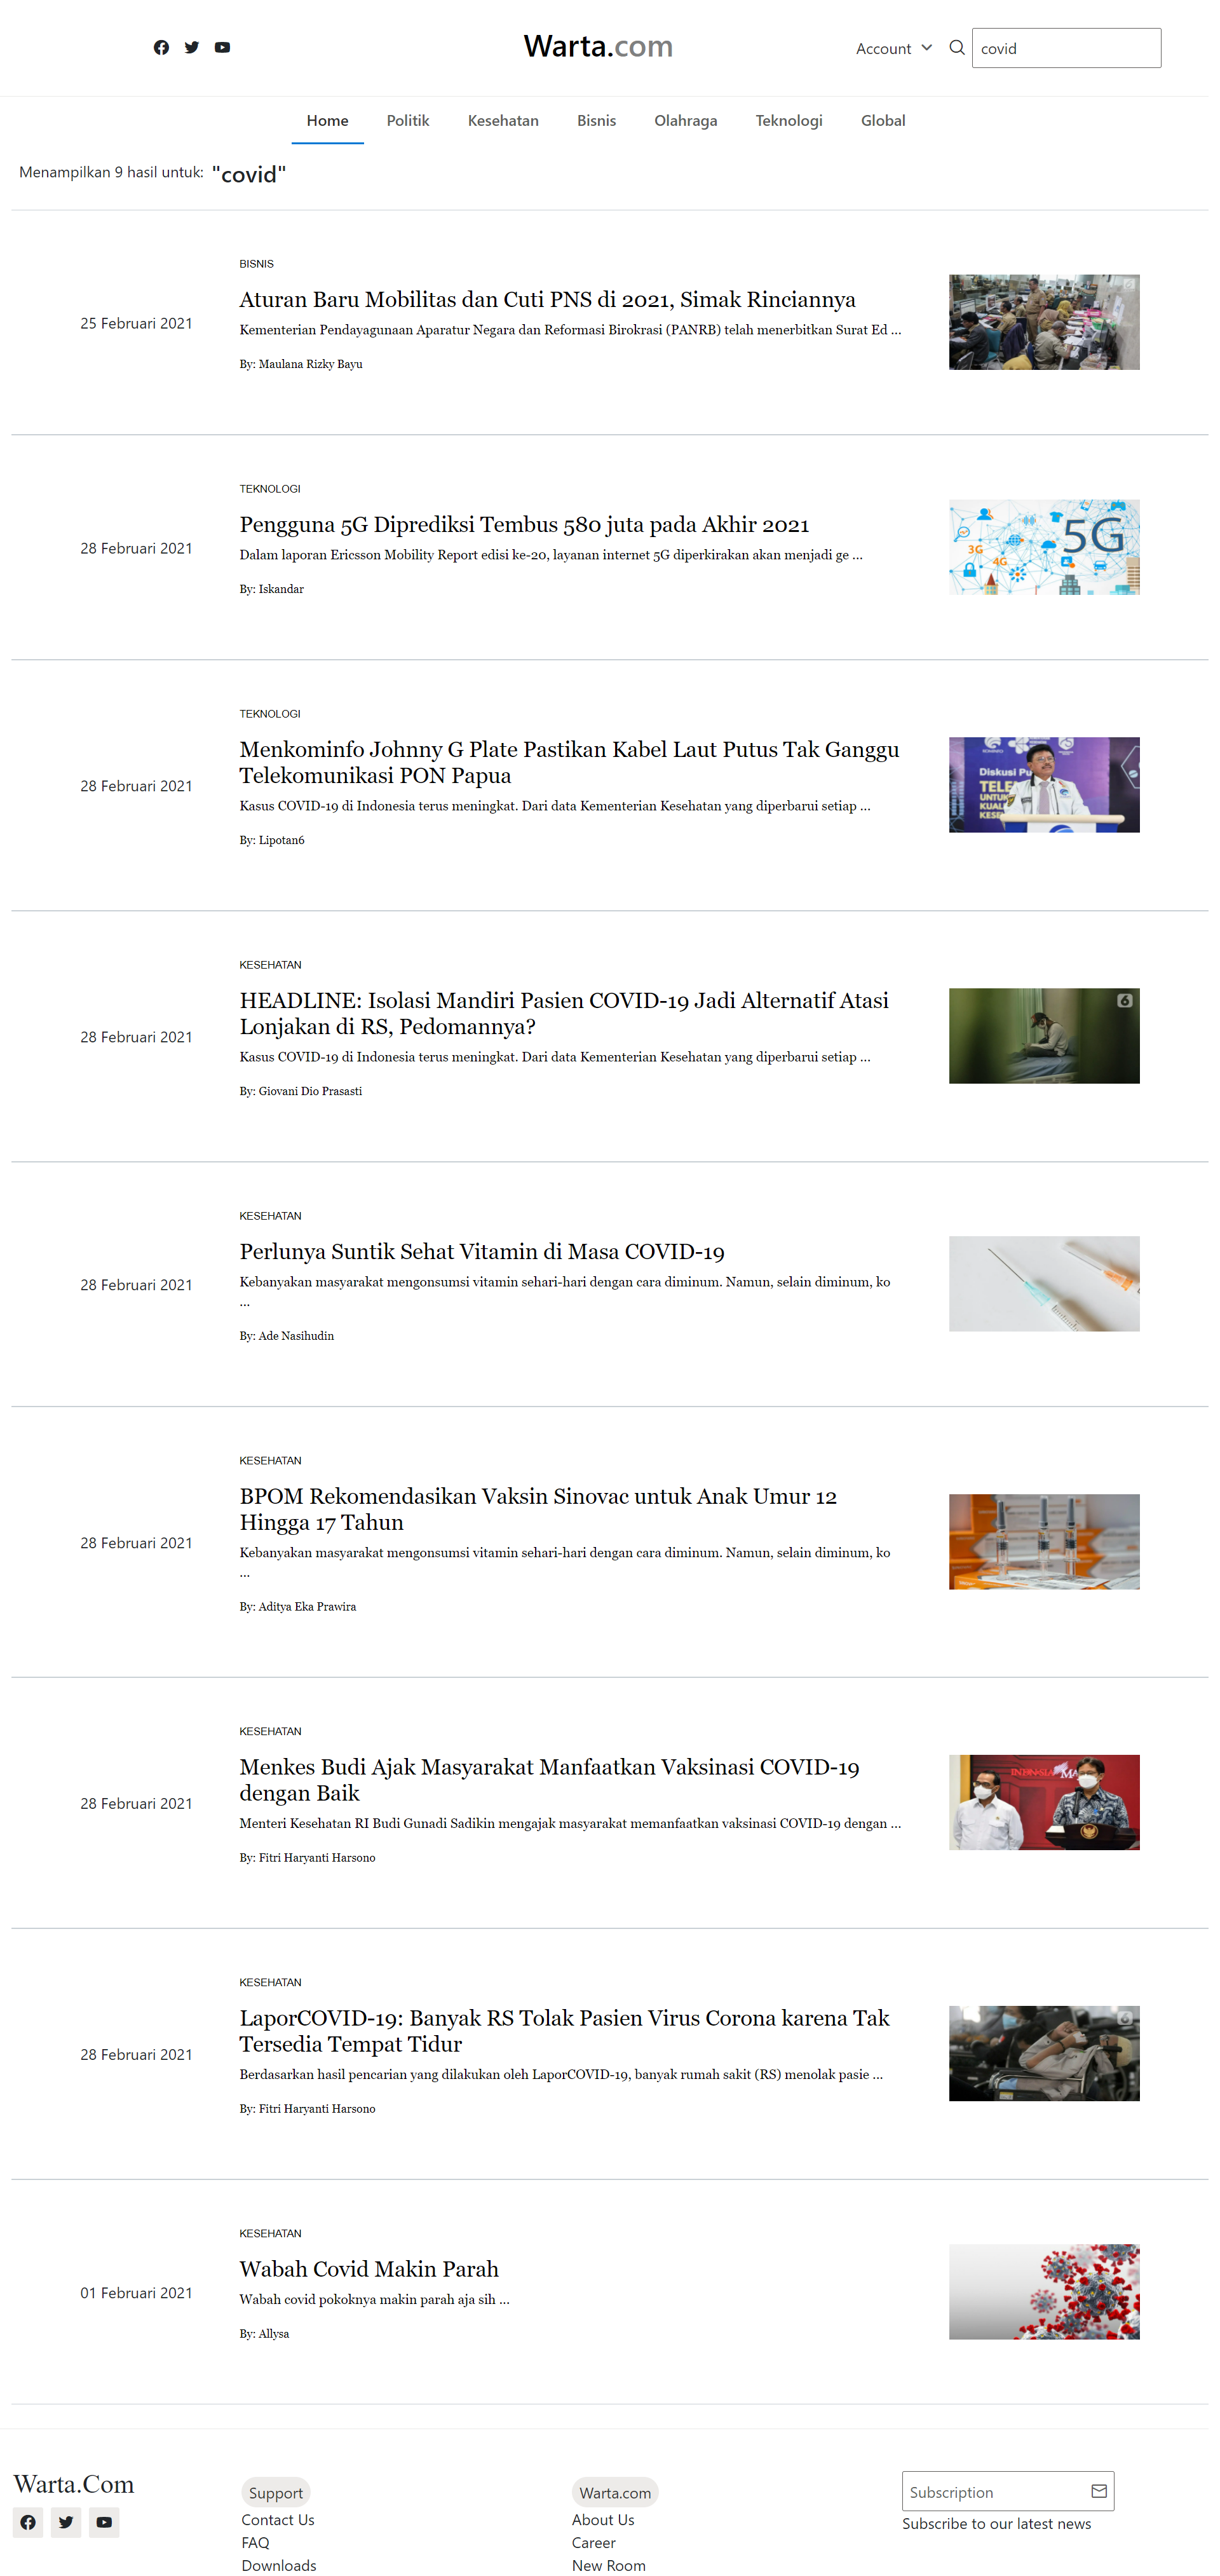 Warta.com
Account
covid
Home
Politik
Kesehatan
Bisnis
Olahraga
Teknologi
Global
Menampilkan 9 hasil untuk: "covid"
BISNIS
Aturan Baru Mobilitas dan Cuti PNS di 2021, Simak Rinciannya
25 Februari 2021
Kementerian Pendayagunaan Aparatur Negara dan Reformasi Birokrasi (PANRB) telah menerbitkan Surat Ed ...
By: Maulana Rizky Bayu
TEKNOLOGI
Pengguna 5G Diprediksi Tembus 580 juta pada Akhir 2021
28 Februari 2021
Dalam laporan Ericsson Mobility Report edisi ke-20, layanan internet 5G diperkirakan akan menjadi ge ...
By: Iskandar
5G
3G
4G
TEKNOLOGI
Menkominfo Johnny G Plate Pastikan Kabel Laut Putus Tak Ganggu
Telekomunikasi PON Papua
28 Februari 2021
Kasus COVID-19 di Indonesia terus meningkat. Dari data Kementerian Kesehatan yang diperbarui setiap ...
By: Lipotan6
Diskusi Pu
TELE
UNTUK
KUAL
KESE
KESEHATAN
HEADLINE: Isolasi Mandiri Pasien COVID-19 Jadi Alternatif Atasi
Lonjakan di RS, Pedomannya?
28 Februari 2021
Kasus COVID-19 di Indonesia terus meningkat. Dari data Kementerian Kesehatan yang diperbarui setiap ...
By: Giovani Dio Prasasti
6
KESEHATAN
Perlunya Suntik Sehat Vitamin di Masa COVID-19
28 Februari 2021
Kebanyakan masyarakat mengonsumsi vitamin sehari-hari dengan cara diminum. Namun, selain diminum, ko
...
By: Ade Nasihudin
KESEHATAN
BPOM Rekomendasikan Vaksin Sinovac untuk Anak Umur 12
Hingga 17 Tahun
28 Februari 2021
Kebanyakan masyarakat mengonsumsi vitamin sehari-hari dengan cara diminum. Namun, selain diminum, ko
...
By: Aditya Eka Prawira
KESEHATAN
Menkes Budi Ajak Masyarakat Manfaatkan Vaksinasi COVID-19
dengan Baik
28 Februari 2021
Menteri Kesehatan RI Budi Gunadi Sadikin mengajak masyarakat memanfaatkan vaksinasi COVID-19 dengan ...
By: Fitri Haryanti Harsono
KESEHATAN
LaporCOVID-19: Banyak RS Tolak Pasien Virus Corona karena Tak
Tersedia Tempat Tidur
28 Februari 2021
Berdasarkan hasil pencarian yang dilakukan oleh LaporCOVID-19, banyak rumah sakit (RS) menolak pasie ...
By: Fitri Haryanti Harsono
6
KESEHATAN
Wabah Covid Makin Parah
01 Februari 2021
Wabah covid pokoknya makin parah aja sih ...
By: Allysa
Warta.Com
Support
Contact Us
FAQ
Downloads
Warta.com
About Us
Career
New Room
Subscription
Subscribe to our latest news